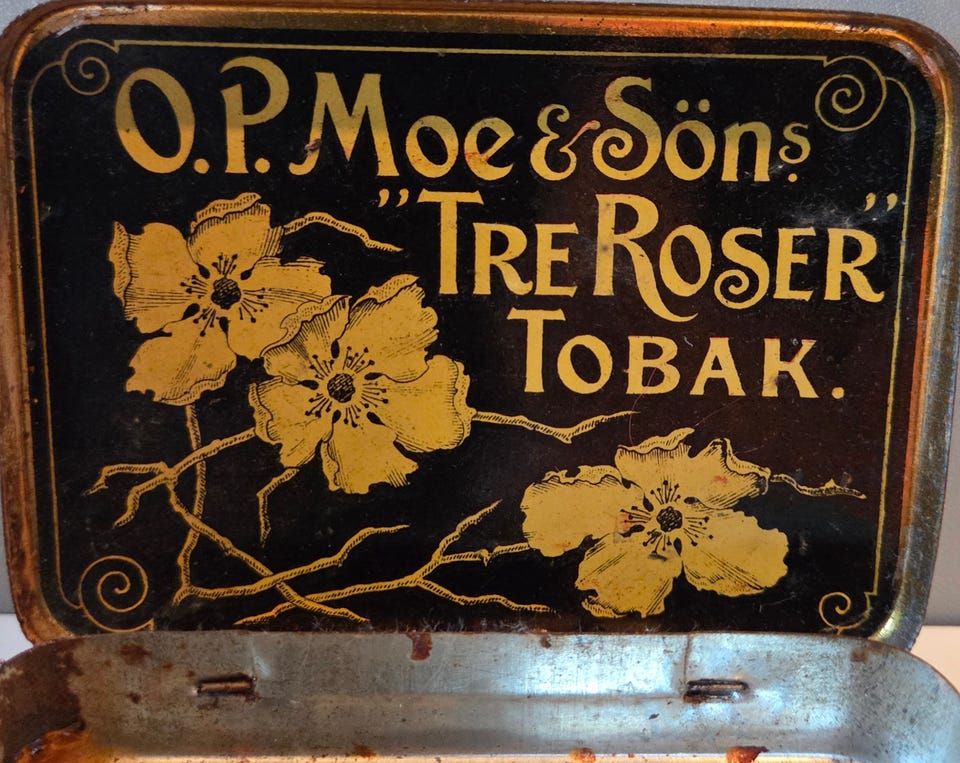 O.P. Moe & Söns.
"Tre Roser"
Tobak.